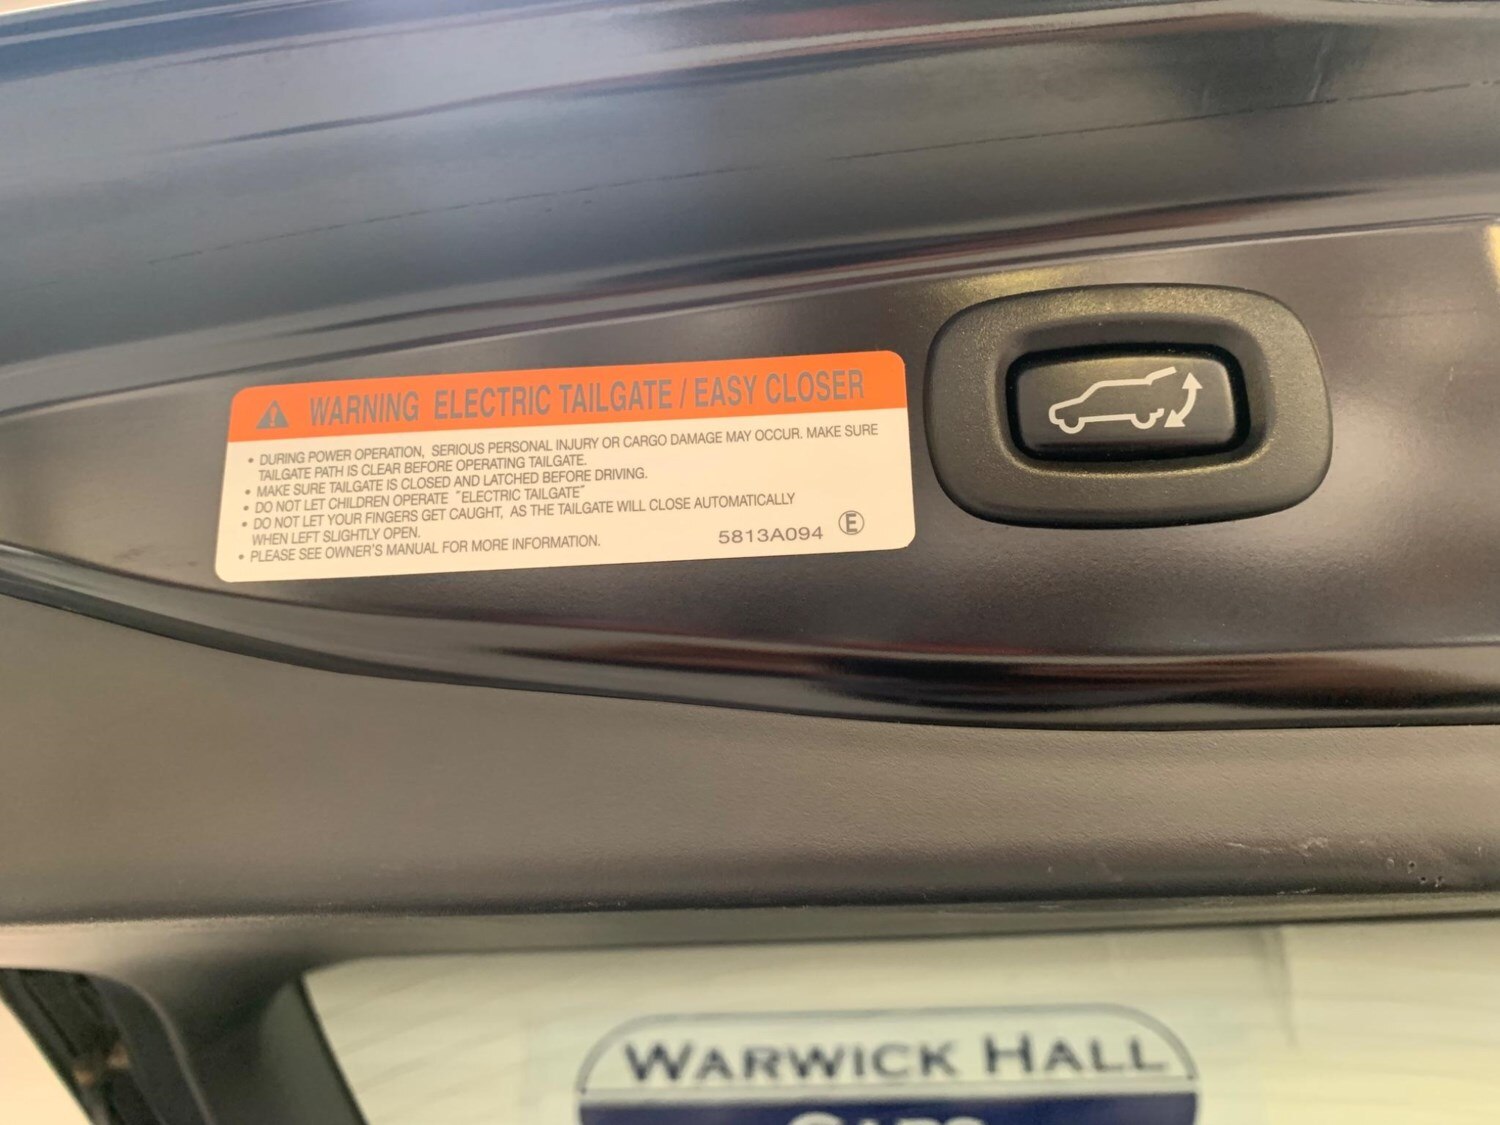 WARNING ELECTRIC TAILGATE / EASY CLOSER
• DURING POWER OPERATION, SERIOUS PERSONAL INJURY OR CARGO DAMAGE MAY OCCUR. MAKE SURE
TAILGATE PATH IS CLEAR BEFORE OPERATING TAILGATE.
• MAKE SURE TAILGATE IS CLOSED AND LATCHED BEFORE DRIVING.
• DO NOT LET CHILDREN OPERATE "ELECTRIC TAILGATE"
• DO NOT LET YOUR FINGERS GET CAUGHT, AS THE TAILGATE WILL CLOSE AUTOMATICALLY
WHEN LEFT SLIGHTLY OPEN.
• PLEASE SEE OWNER'S MANUAL FOR MORE INFORMATION.
5813A094 Ⓔ
WARWICK HALL
CARS